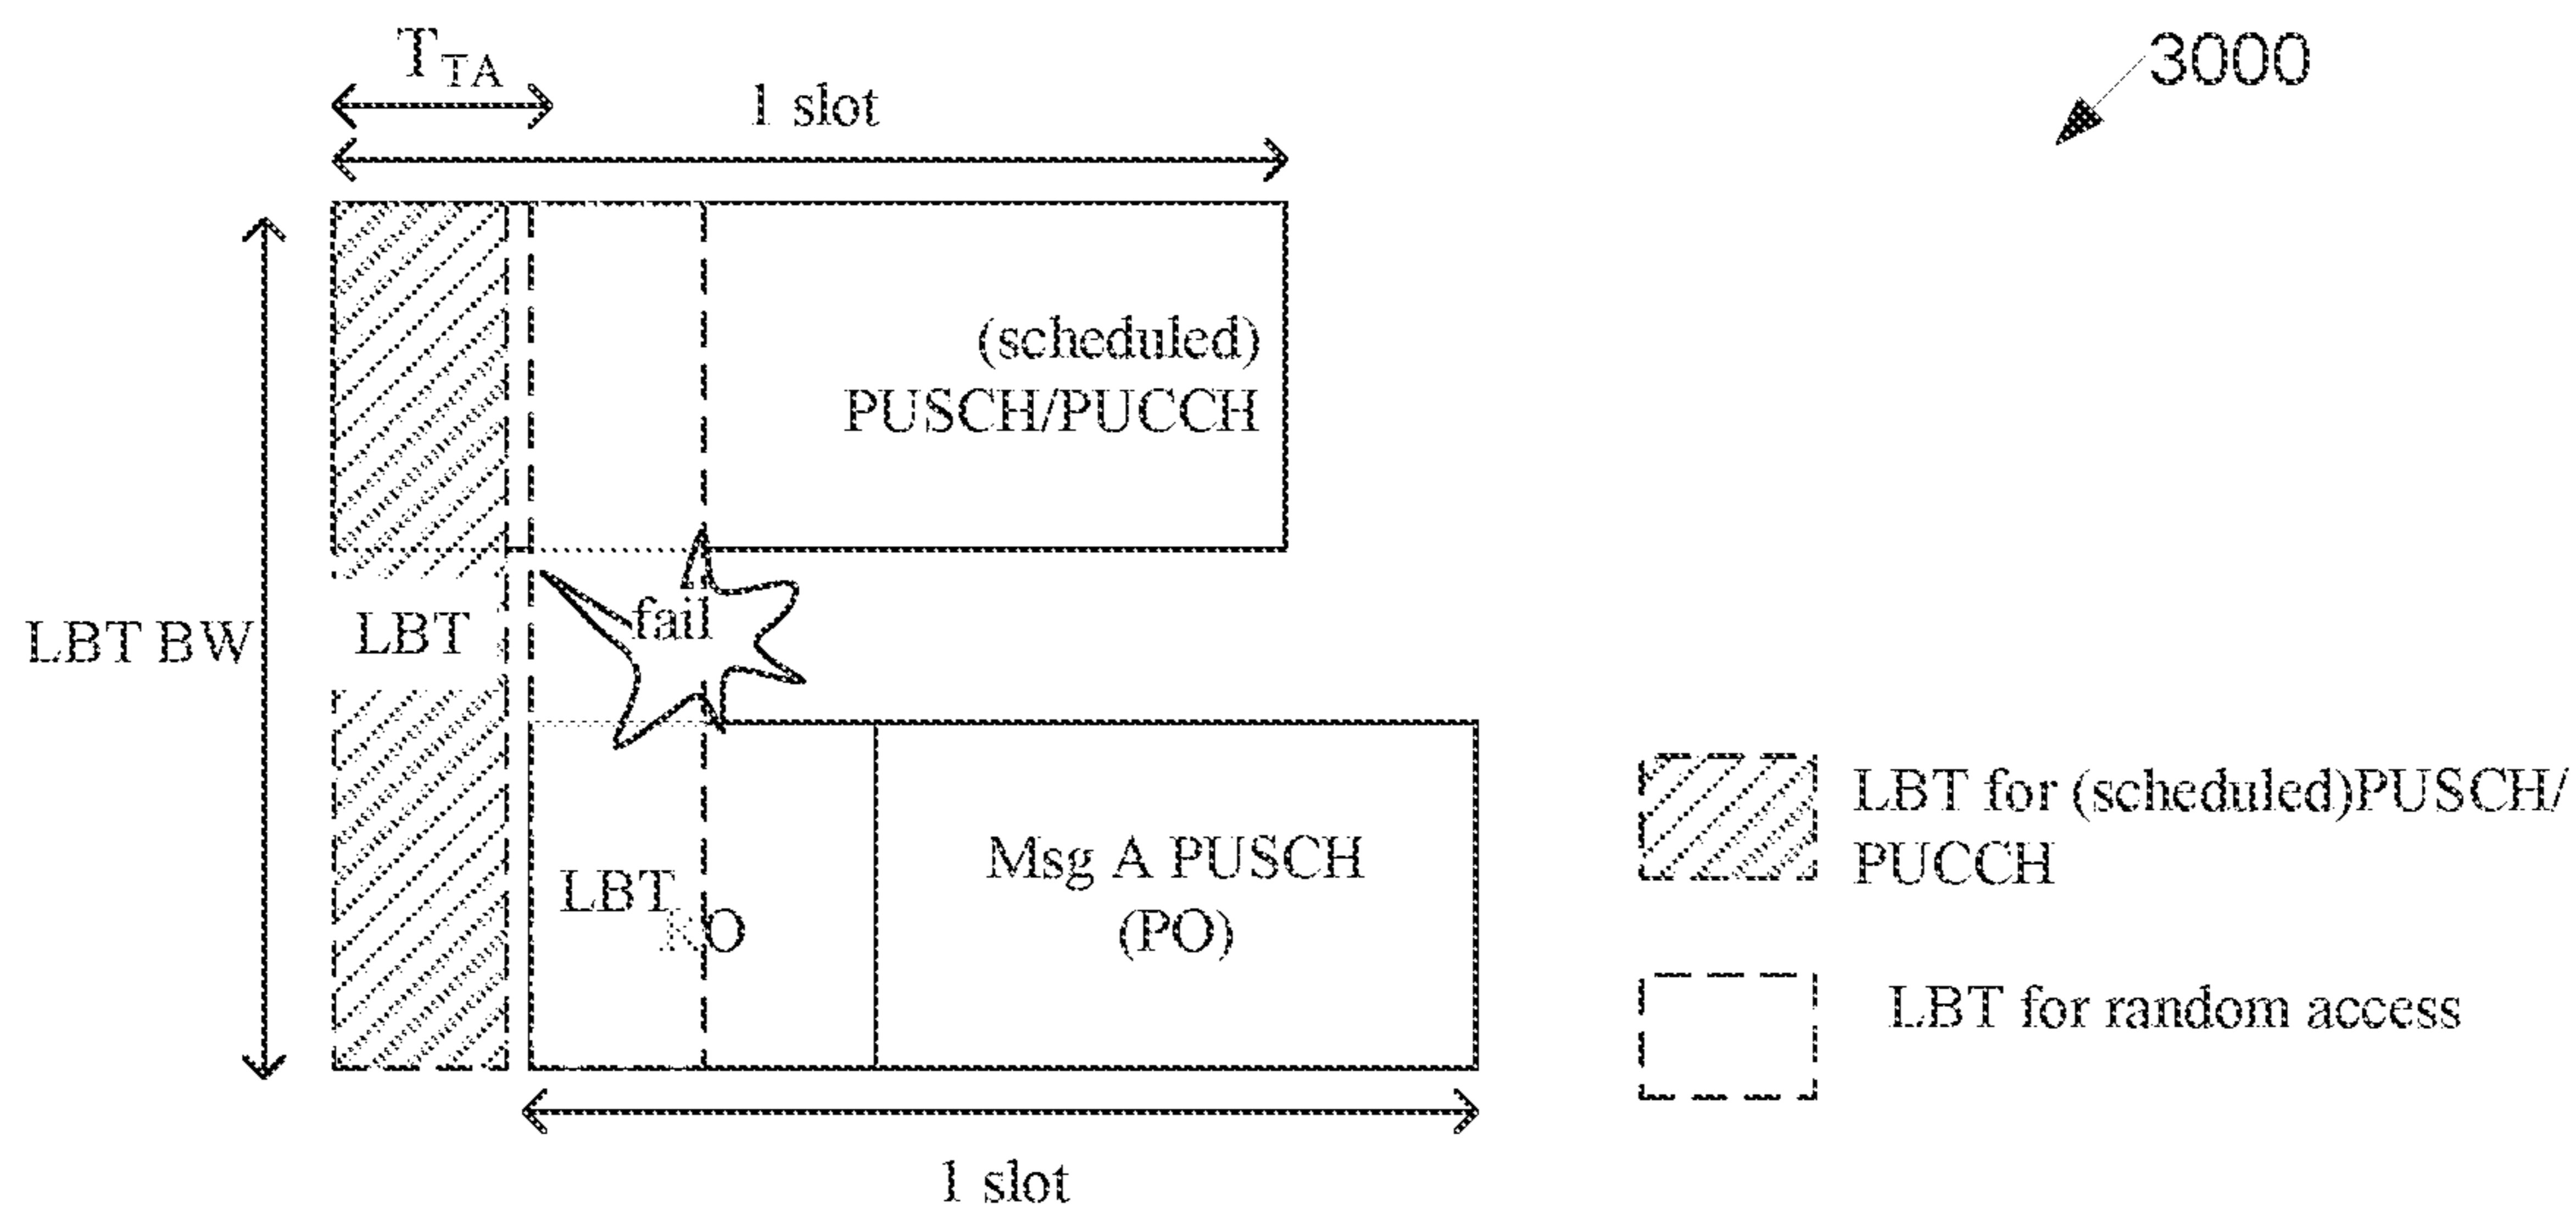 T_TA
3000
1 slot
(scheduled)
PUSCH/PUCCH
fail
LBT BW
LBT
LBT
RO
Msg A PUSCH
(PO)
LBT for (scheduled)PUSCH/
PUCCH
LBT for random access
1 slot